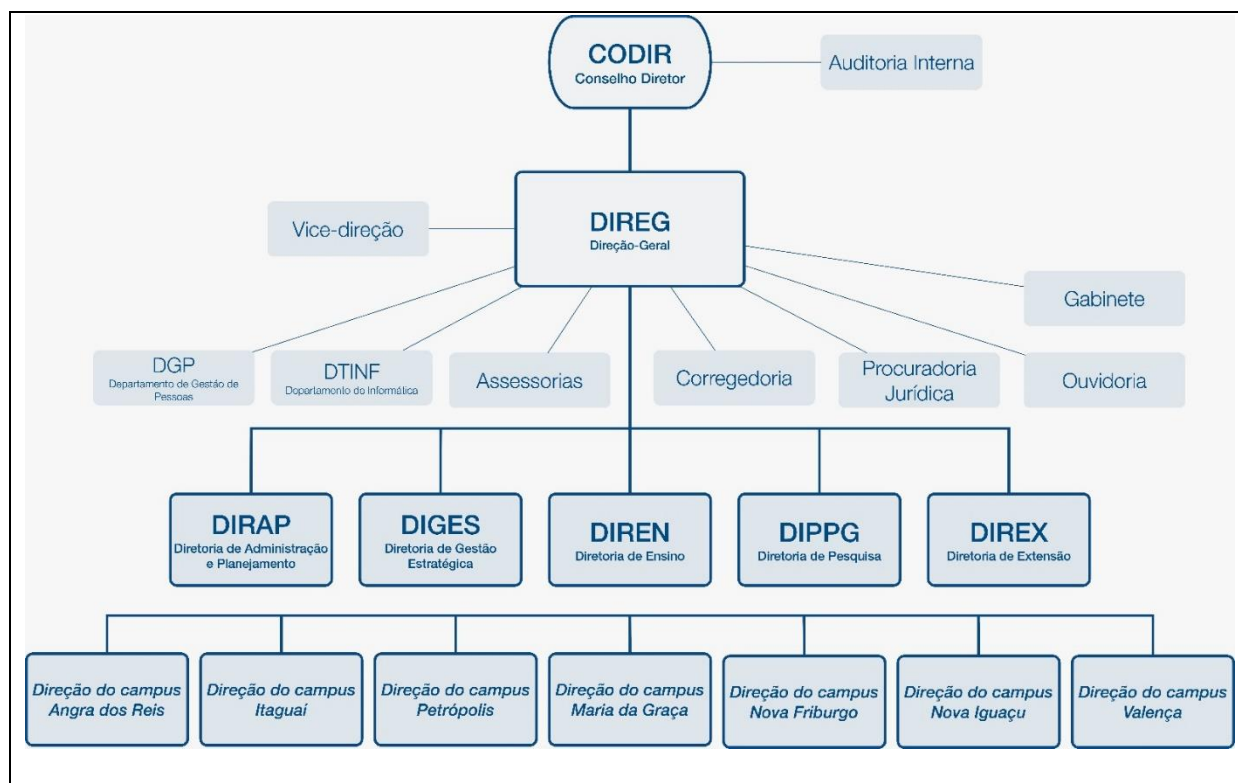 CODIR
Conselho Diretor
Auditoria Interna
DIREG
Direção-Geral
Vice-direção
Gabinete
DGP
Departamento de Gestão de
Pessoas
DTINF
Departamento do Informática
Assessorias
Corregedoria
Procuradoria
Jurídica
Ouvidoria
DIRAP
Diretoria de Administração
e Planejamento
DIGES
Diretoria de Gestão
Estratégica
DIREN
Diretoria de Ensino
DIPPG
Diretoria de Pesquisa
DIREX
Diretoria de Extensão
Direção do campus
Angra dos Reis
Direção do campus
Itaguaí
Direção do campus
Petrópolis
Direção do campus
Maria da Graça
Direção do campus
Nova Friburgo
Direção do campus
Nova Iguaçu
Direção do campus
Valença